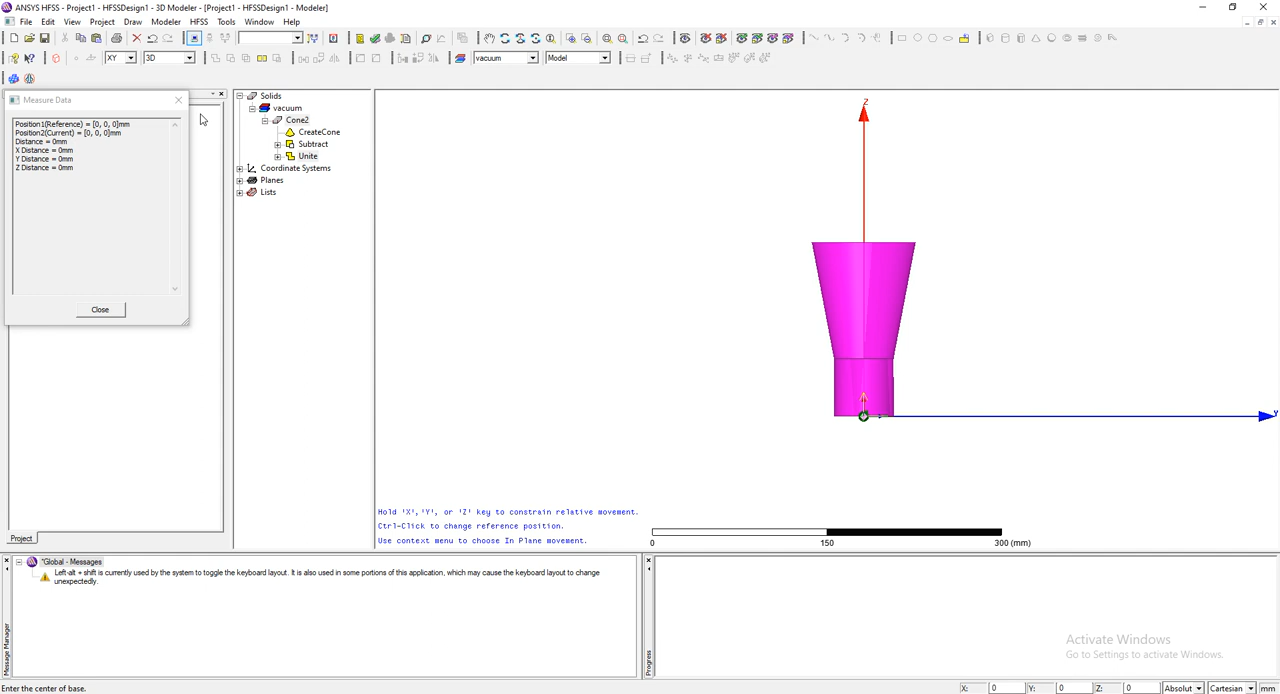 ANSYS HFSS - Project1 - HFSSDesign1 - 3D Modeler - [Project1 - HFSSDesign1 - Modeler]
File Edit View Project Draw Modeler HFSS Tools Window Help
XY 3D vacuum Model
Measure Data
Position1(Reference) = [0, 0, 0]mm
Position2(Current) = [0, 0, 0]mm
Distance = 0mm
X Distance = 0mm
Y Distance = 0mm
Z Distance = 0mm
Close
Project
Solids
vacuum
Cone2
CreateCone
Subtract
Unite
Coordinate Systems
Planes
Lists
Z
Y
Hold 'X','Y', or 'Z' key to constrain relative movement.
Ctrl-Click to change reference position.
Use context menu to choose In Plane movement.
0 150 300 (mm)
*Global - Messages
Left-alt + shift is currently used by the system to toggle the keyboard layout. It is also used in some portions of this application, which may cause the keyboard layout to change
unexpectedly.
Message Manager
Progress
Activate Windows
Go to Settings to activate Windows.
Enter the center of base.
X: 0 Y: 0 Z: 0 Absolut Cartesian mm